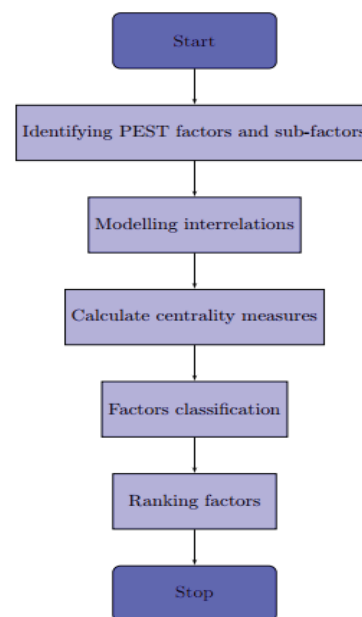 Start
Identifying PEST factors and sub-factors
Modelling interrelations
Calculate centrality measures
Factors classification
Ranking factors
Stop